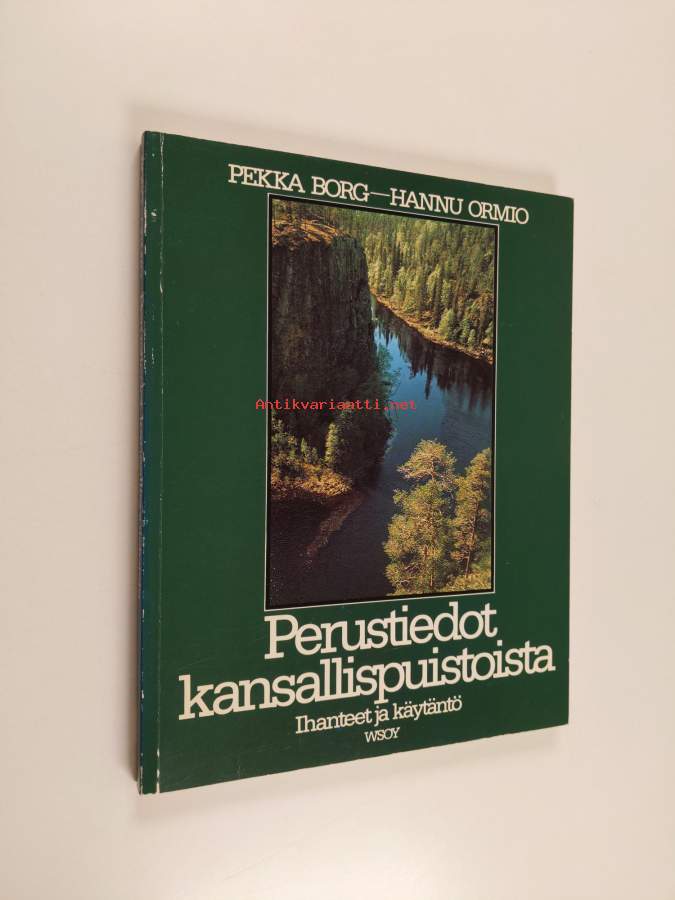 PEKKA BORG—HANNU ORMIO
Antikvariaatti.net
Perustiedot
kansallispuistoista
Ihanteet ja käytäntö
WSOY